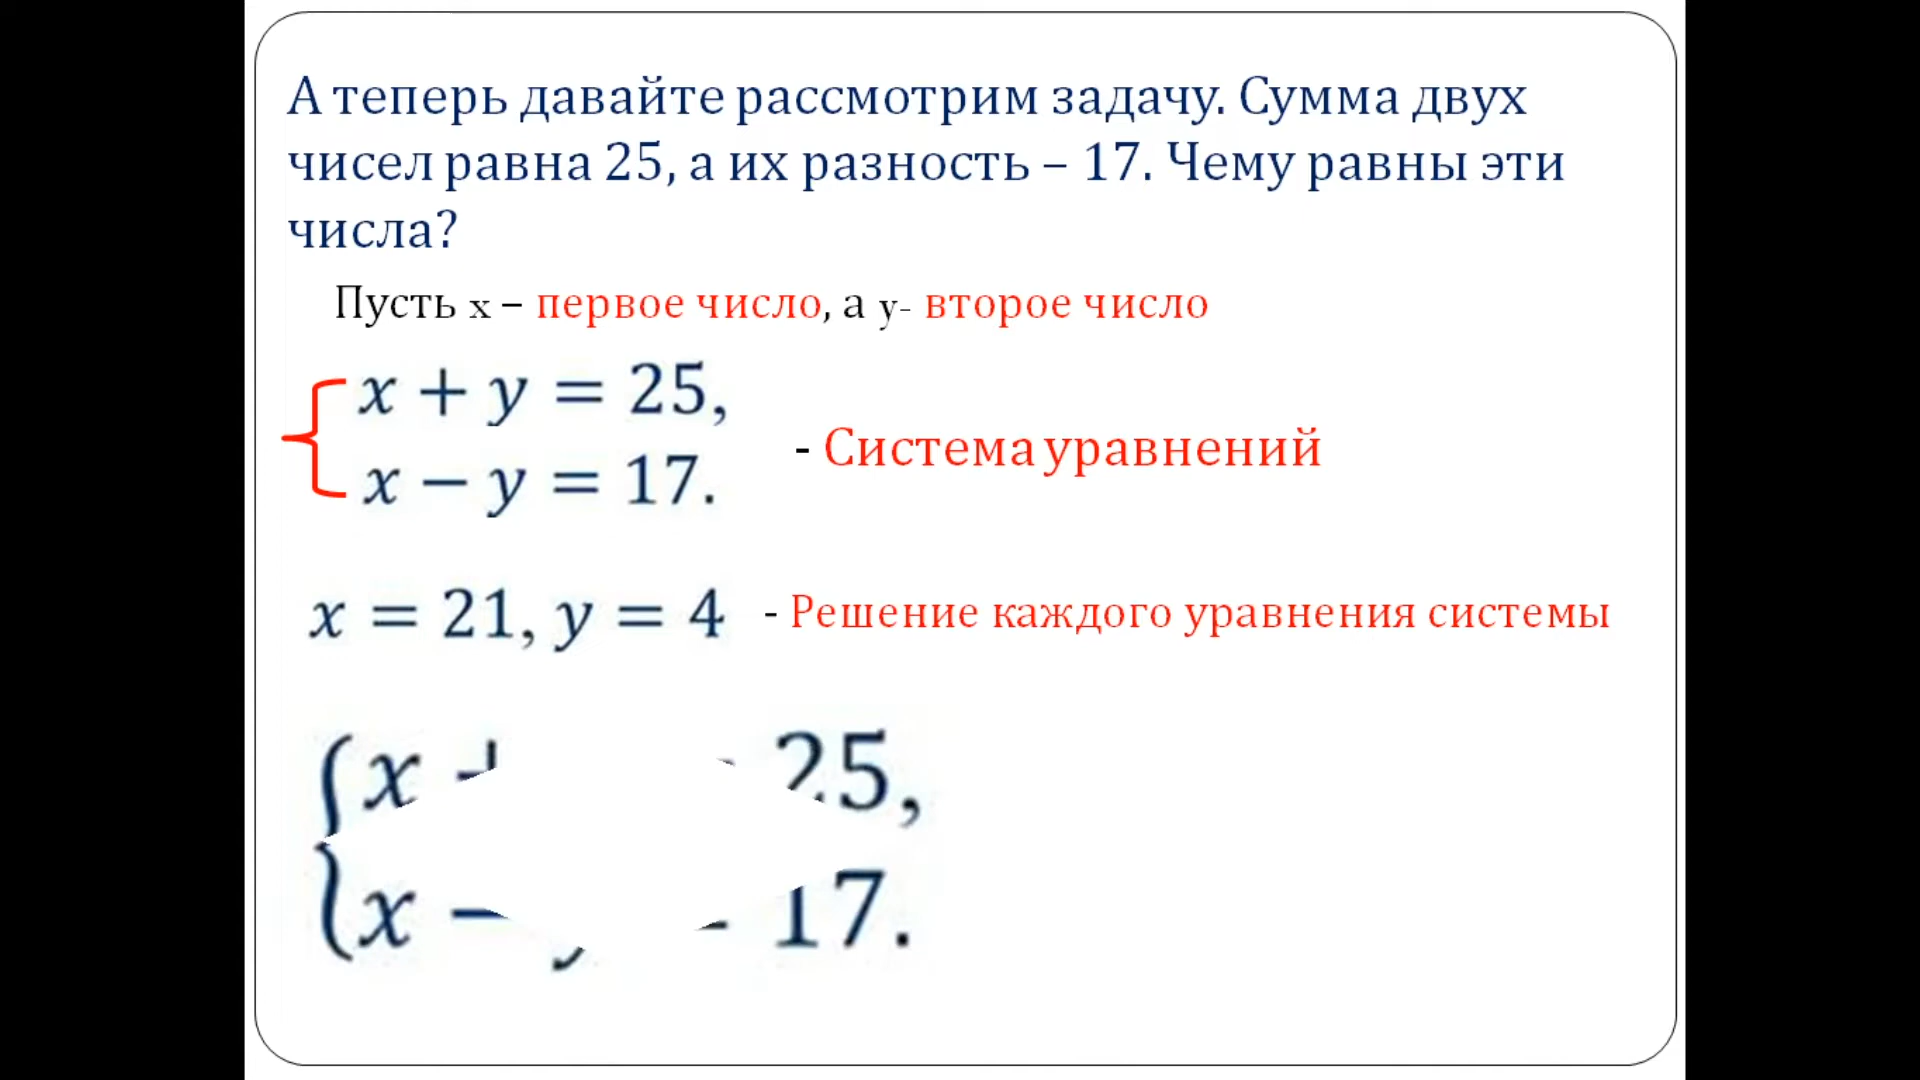 А теперь давайте рассмотрим задачу. Сумма двух
чисел равна 25, а их разность – 17. Чему равны эти
числа?
Пусть x – первое число, а y- второе число
x + y = 25,
x − y = 17.
- Система уравнений
x = 21, y = 4 - Решение каждого уравнения системы
x 25,
x − 17.